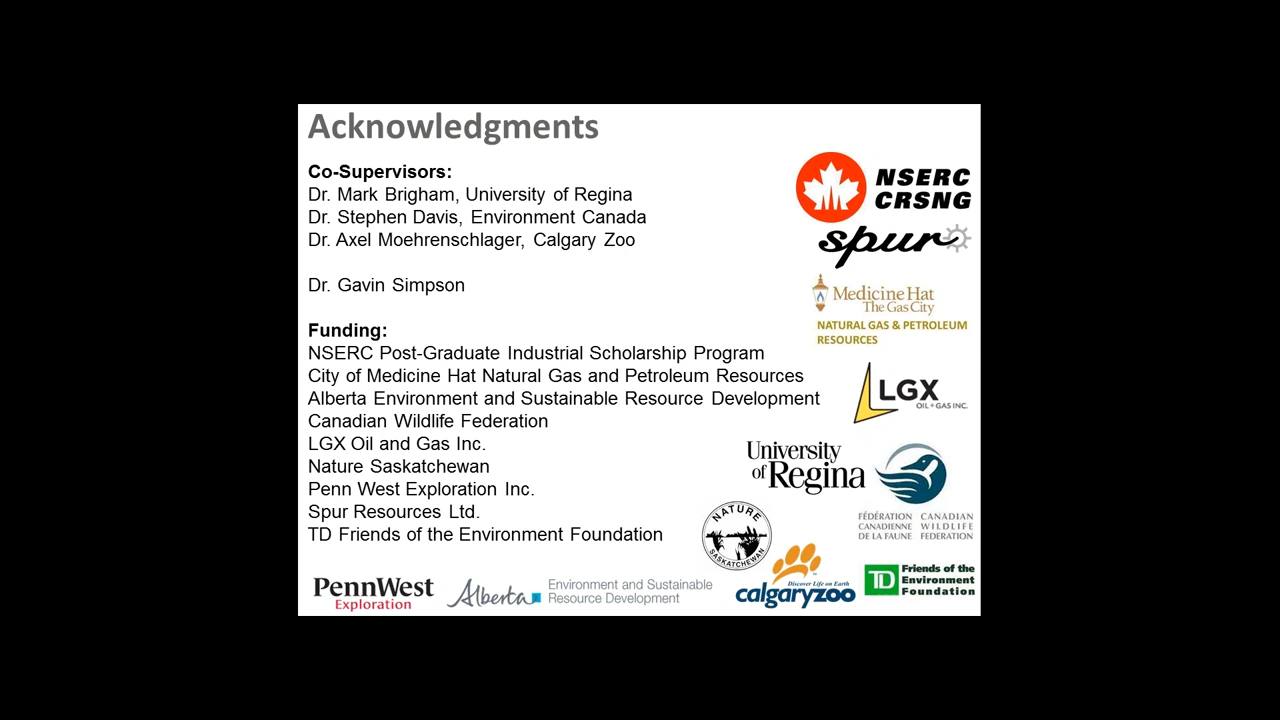 Acknowledgments
Co-Supervisors:
Dr. Mark Brigham, University of Regina
Dr. Stephen Davis, Environment Canada
Dr. Axel Moehrenschlager, Calgary Zoo
Dr. Gavin Simpson
Funding:
NSERC Post-Graduate Industrial Scholarship Program
City of Medicine Hat Natural Gas and Petroleum Resources
Alberta Environment and Sustainable Resource Development
Canadian Wildlife Federation
LGX Oil and Gas Inc.
Nature Saskatchewan
Penn West Exploration Inc.
Spur Resources Ltd.
TD Friends of the Environment Foundation
NSERC
CRSNG
spur
Medicine Hat
The Gas City
NATURAL GAS & PETROLEUM
RESOURCES
LGX
OIL + GAS INC.
University
of Regina
FÉDÉRATION
CANADIENNE
DE LA FAUNE
CANADIAN
WILDLIFE
FEDERATION
NATURE
SASKATCHEWAN
PennWest
Exploration
Alberta
Environment and Sustainable
Resource Development
Discover Life on Earth
calgaryzoo
TD
Friends of the
Environment
Foundation